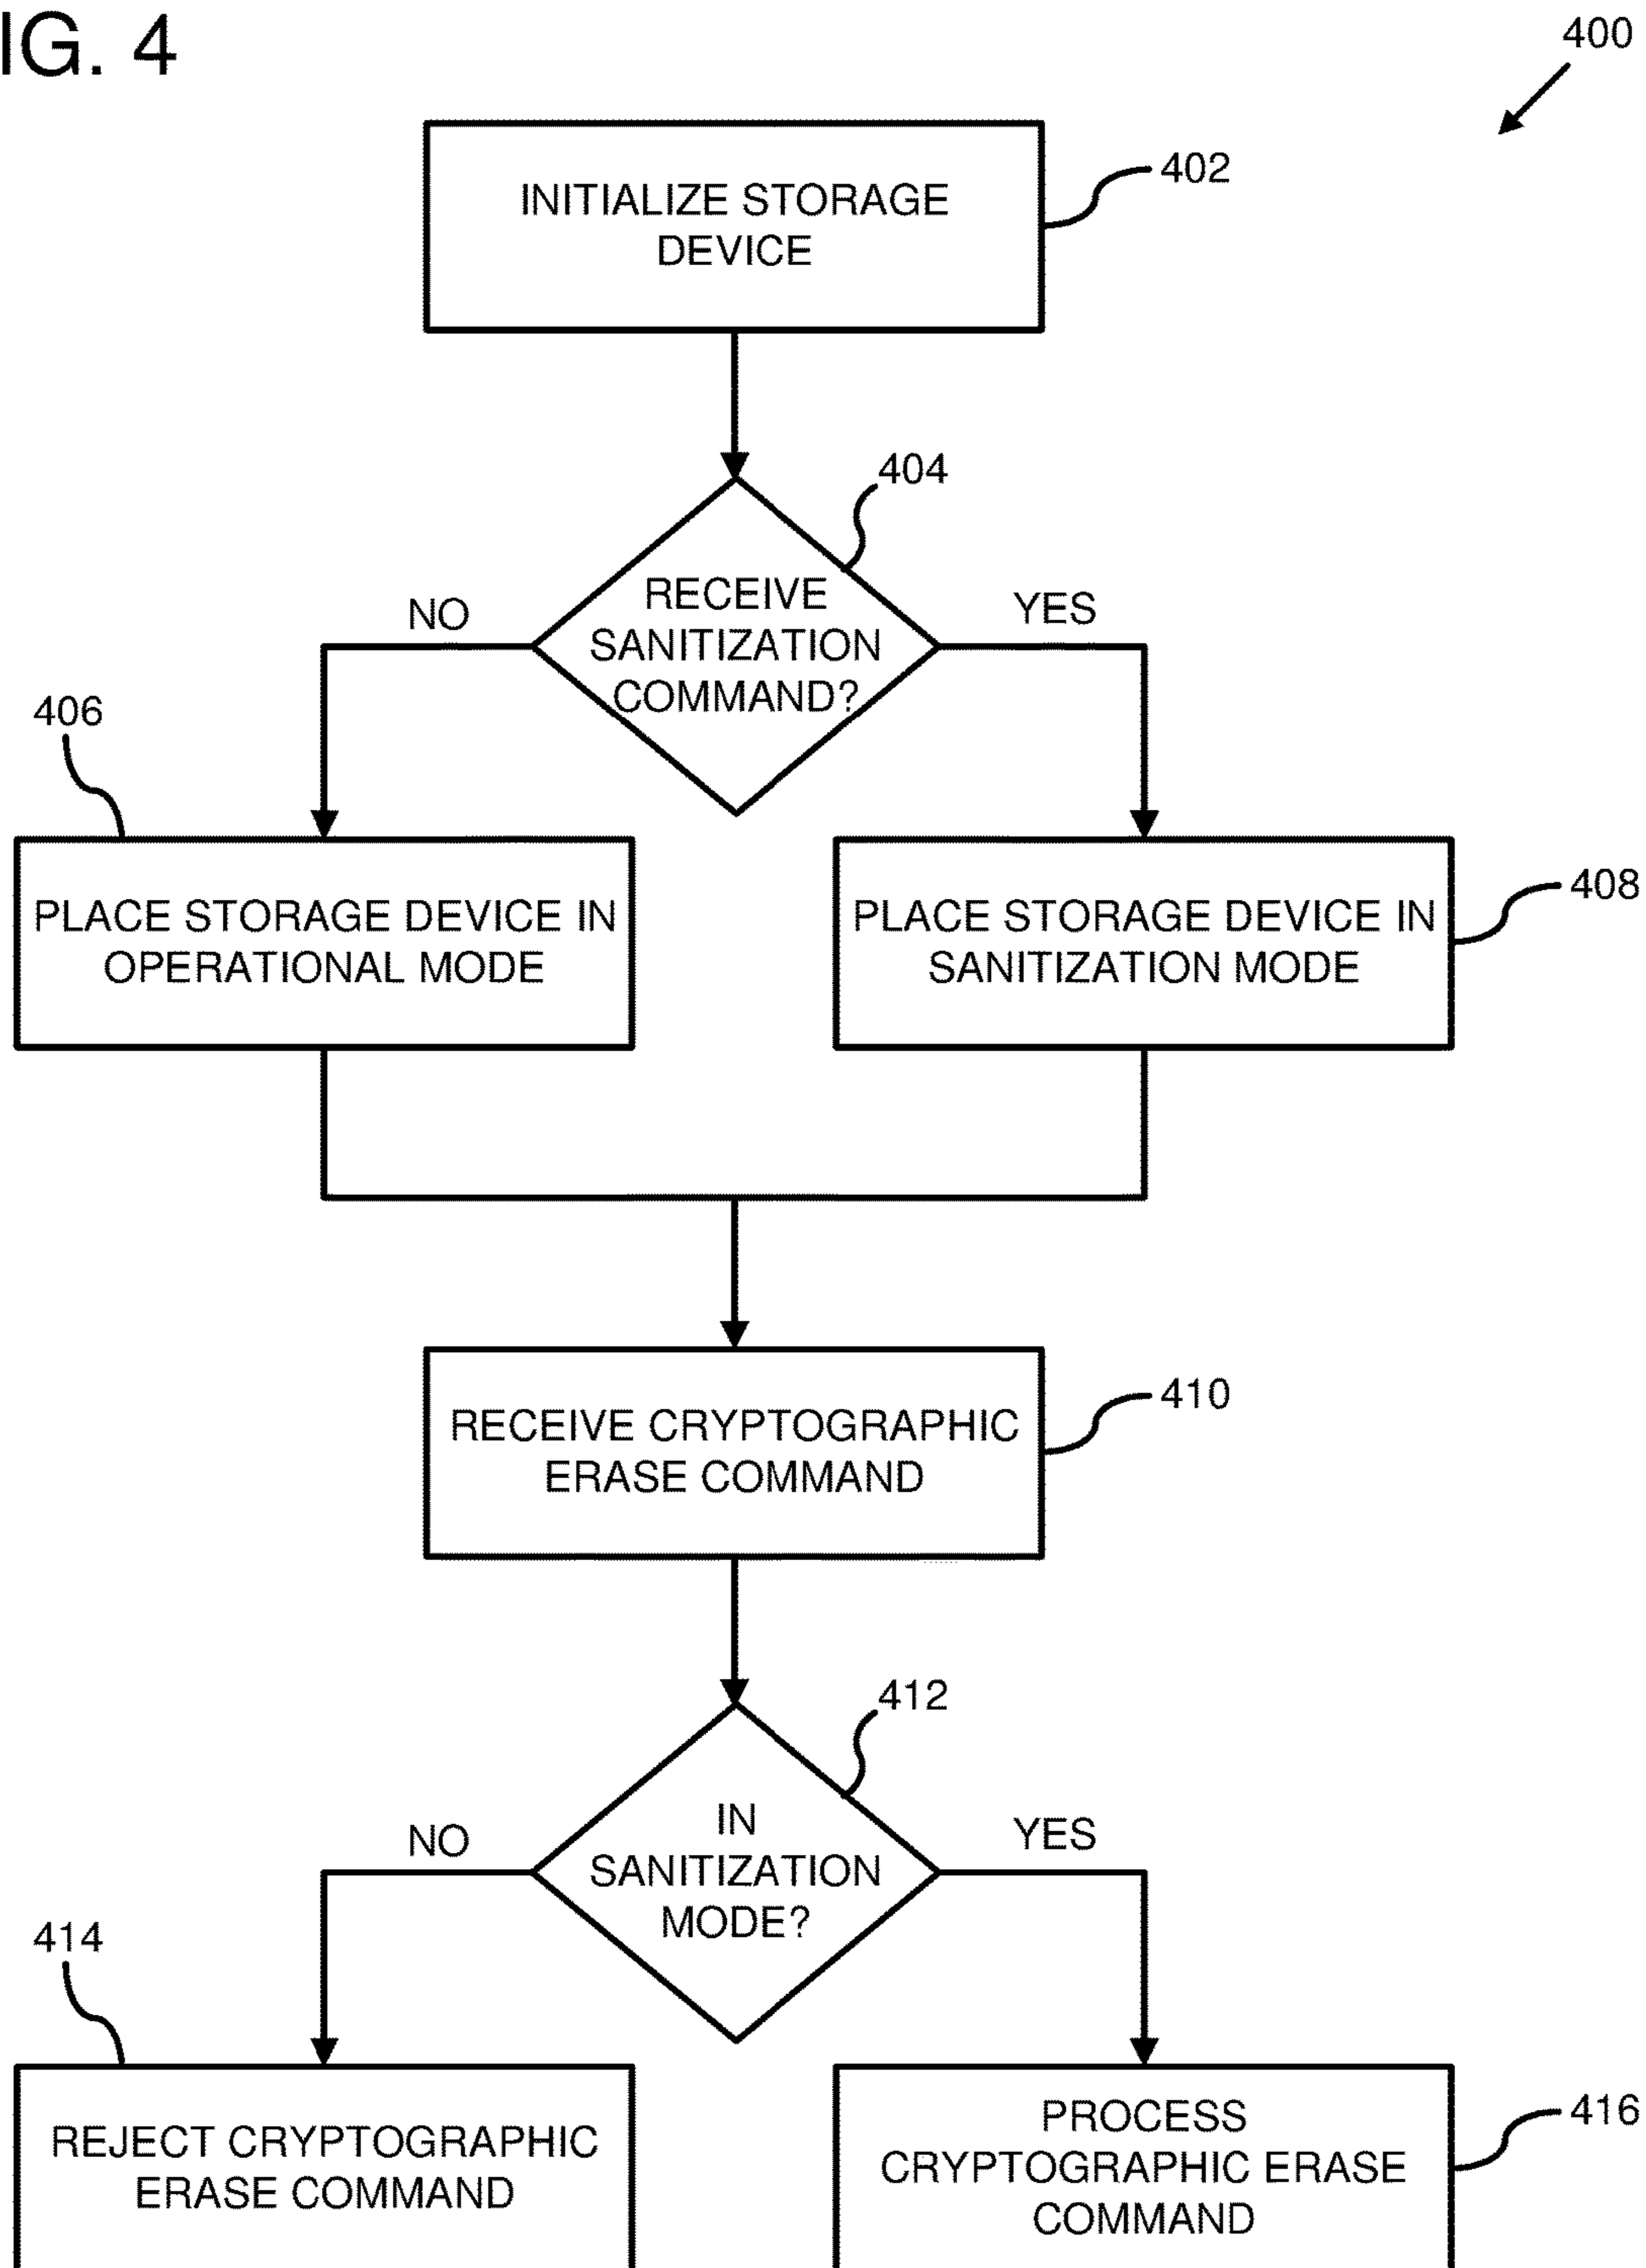 IG. 4
400
INITIALIZE STORAGE
DEVICE
402
404
RECEIVE
SANITIZATION
COMMAND?
NO
YES
406
PLACE STORAGE DEVICE IN
OPERATIONAL MODE
PLACE STORAGE DEVICE IN
SANITIZATION MODE
408
RECEIVE CRYPTOGRAPHIC
ERASE COMMAND
410
412
IN
SANITIZATION
MODE?
NO
YES
414
REJECT CRYPTOGRAPHIC
ERASE COMMAND
PROCESS
CRYPTOGRAPHIC ERASE
COMMAND
416